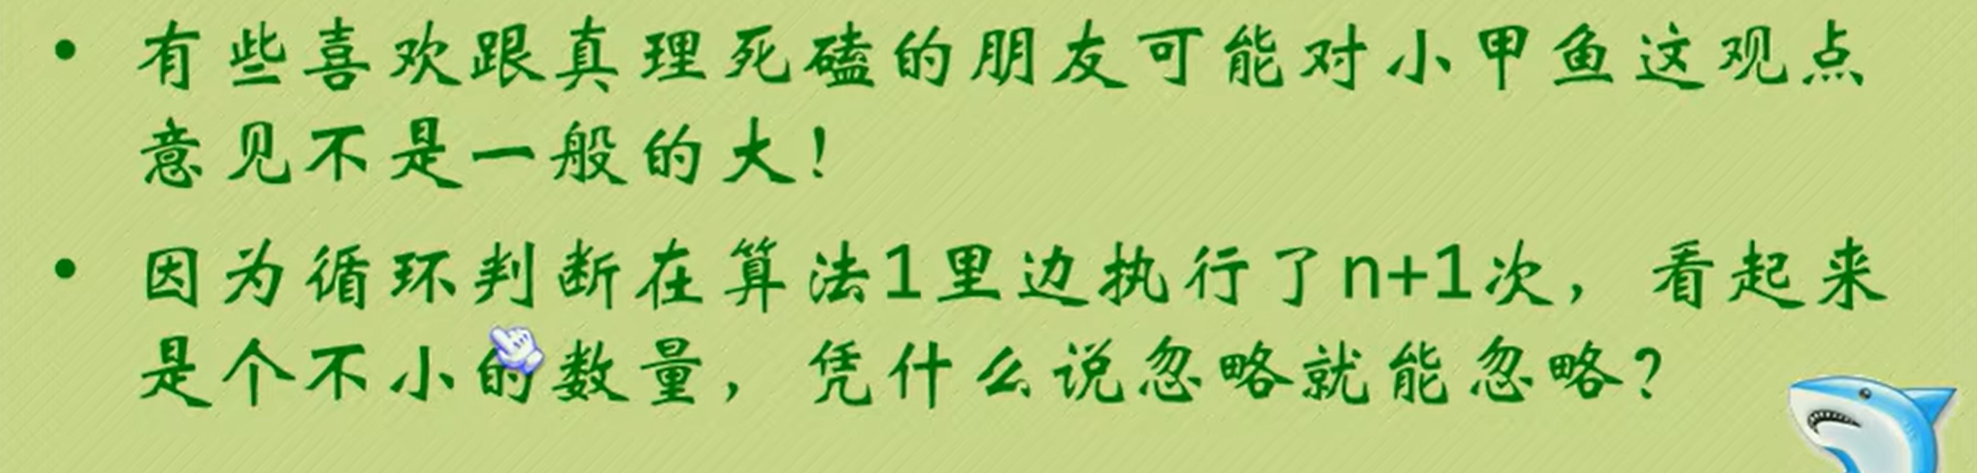 • 有些喜欢跟真理死磕的朋友可能对小甲鱼这观点
意见不是一般的大！
• 因为循环判断在算法1里边执行了n+1次，看起来
是个不小的数量，凭什么说忽略就能忽略？